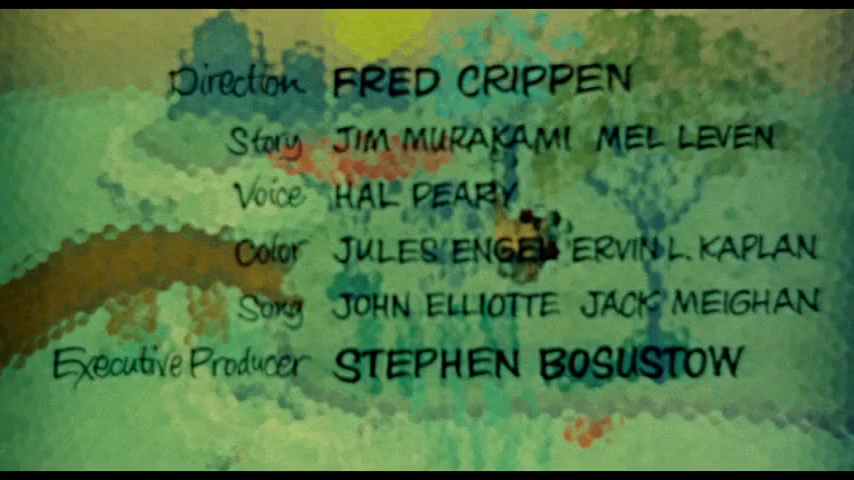 Direction FRED CRIPPEN
Story JIM MURAKAMI MEL LEVEN
Voice HAL PEARY
Color JULES ENGEL ERVIN L. KAPLAN
Song JOHN ELLIOTTE JACK MEIGHAN
Executive Producer STEPHEN BOSUSTOW